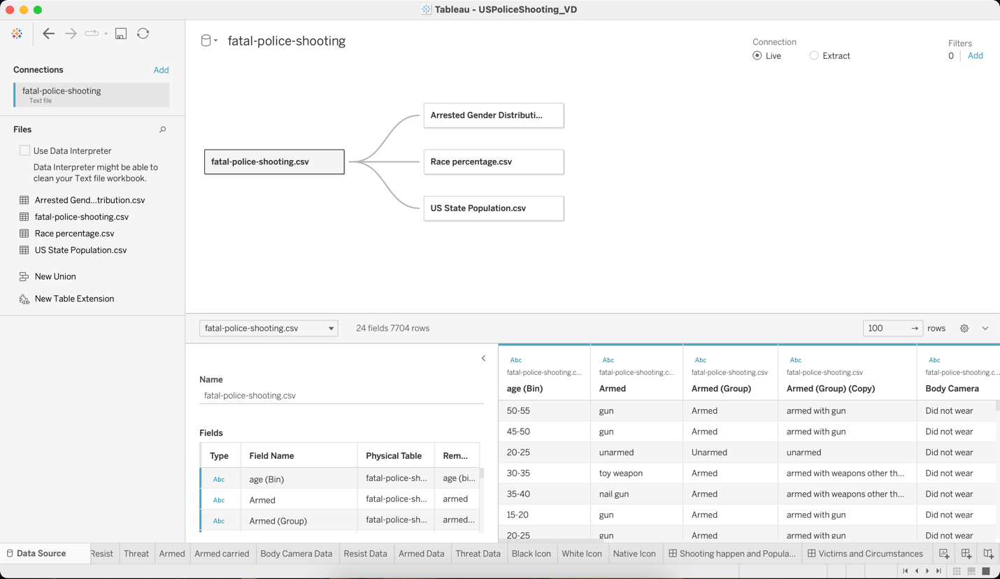 Tableau - USPoliceShooting_VD
Connections
Add
fatal-police-shooting
Text file
Files
Use Data Interpreter
Data Interpreter might be able to
clean your Text file workbook.
Arrested Gend...tribution.csv
fatal-police-shooting.csv
Race percentage.csv
US State Population.csv
New Union
New Table Extension
fatal-police-shooting
Connection
Live
Extract
Filters
0
Add
fatal-police-shooting.csv
Arrested Gender Distributi...
Race percentage.csv
US State Population.csv
fatal-police-shooting.csv
24 fields 7704 rows
100
rows
Name
fatal-police-shooting.csv
Fields
Type Field Name Physical Table Rem...
Abc age (Bin) fatal-police-sh... age (bi...
Abc Armed fatal-police-sh... armed
Abc Armed (Group) fatal-police-sh... armed...
Abc Abc Abc Abc Abc
fatal-police-shooting.c... fatal-police-shooting.c... fatal-police-shooting.csv fatal-police-shooting.csv fatal-police-shooting.c...
age (Bin) Armed Armed (Group) Armed (Group) (Copy) Body Camera
50-55 gun Armed armed with gun Did not wear
45-50 gun Armed armed with gun Did not wear
20-25 unarmed Unarmed unarmed Did not wear
30-35 toy weapon Armed armed with weapons other th... Did not wear
35-40 nail gun Armed armed with weapons other th... Did not wear
15-20 gun Armed armed with gun Did not wear
20-25 gun Armed armed with gun Did not wear
Data Source Resist Threat Armed Armed carried Body Camera Data Resist Data Armed Data Threat Data Black Icon White Icon Native Icon Shooting happen and Popula... Victims and Circumstances